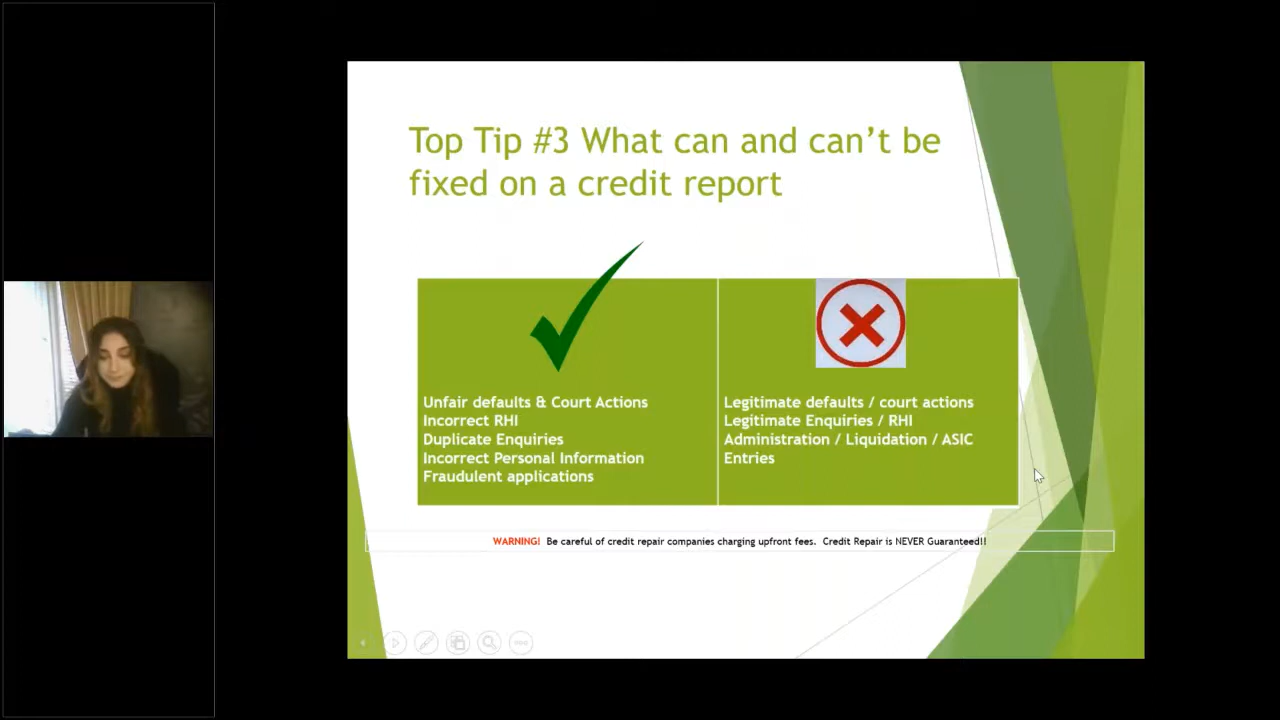 Top Tip #3 What can and can’t be
fixed on a credit report
Unfair defaults & Court Actions
Incorrect RHI
Duplicate Enquiries
Incorrect Personal Information
Fraudulent applications
Legitimate defaults / court actions
Legitimate Enquiries / RHI
Administration / Liquidation / ASIC
Entries
WARNING! Be careful of credit repair companies charging upfront fees. Credit Repair is NEVER Guaranteed!!